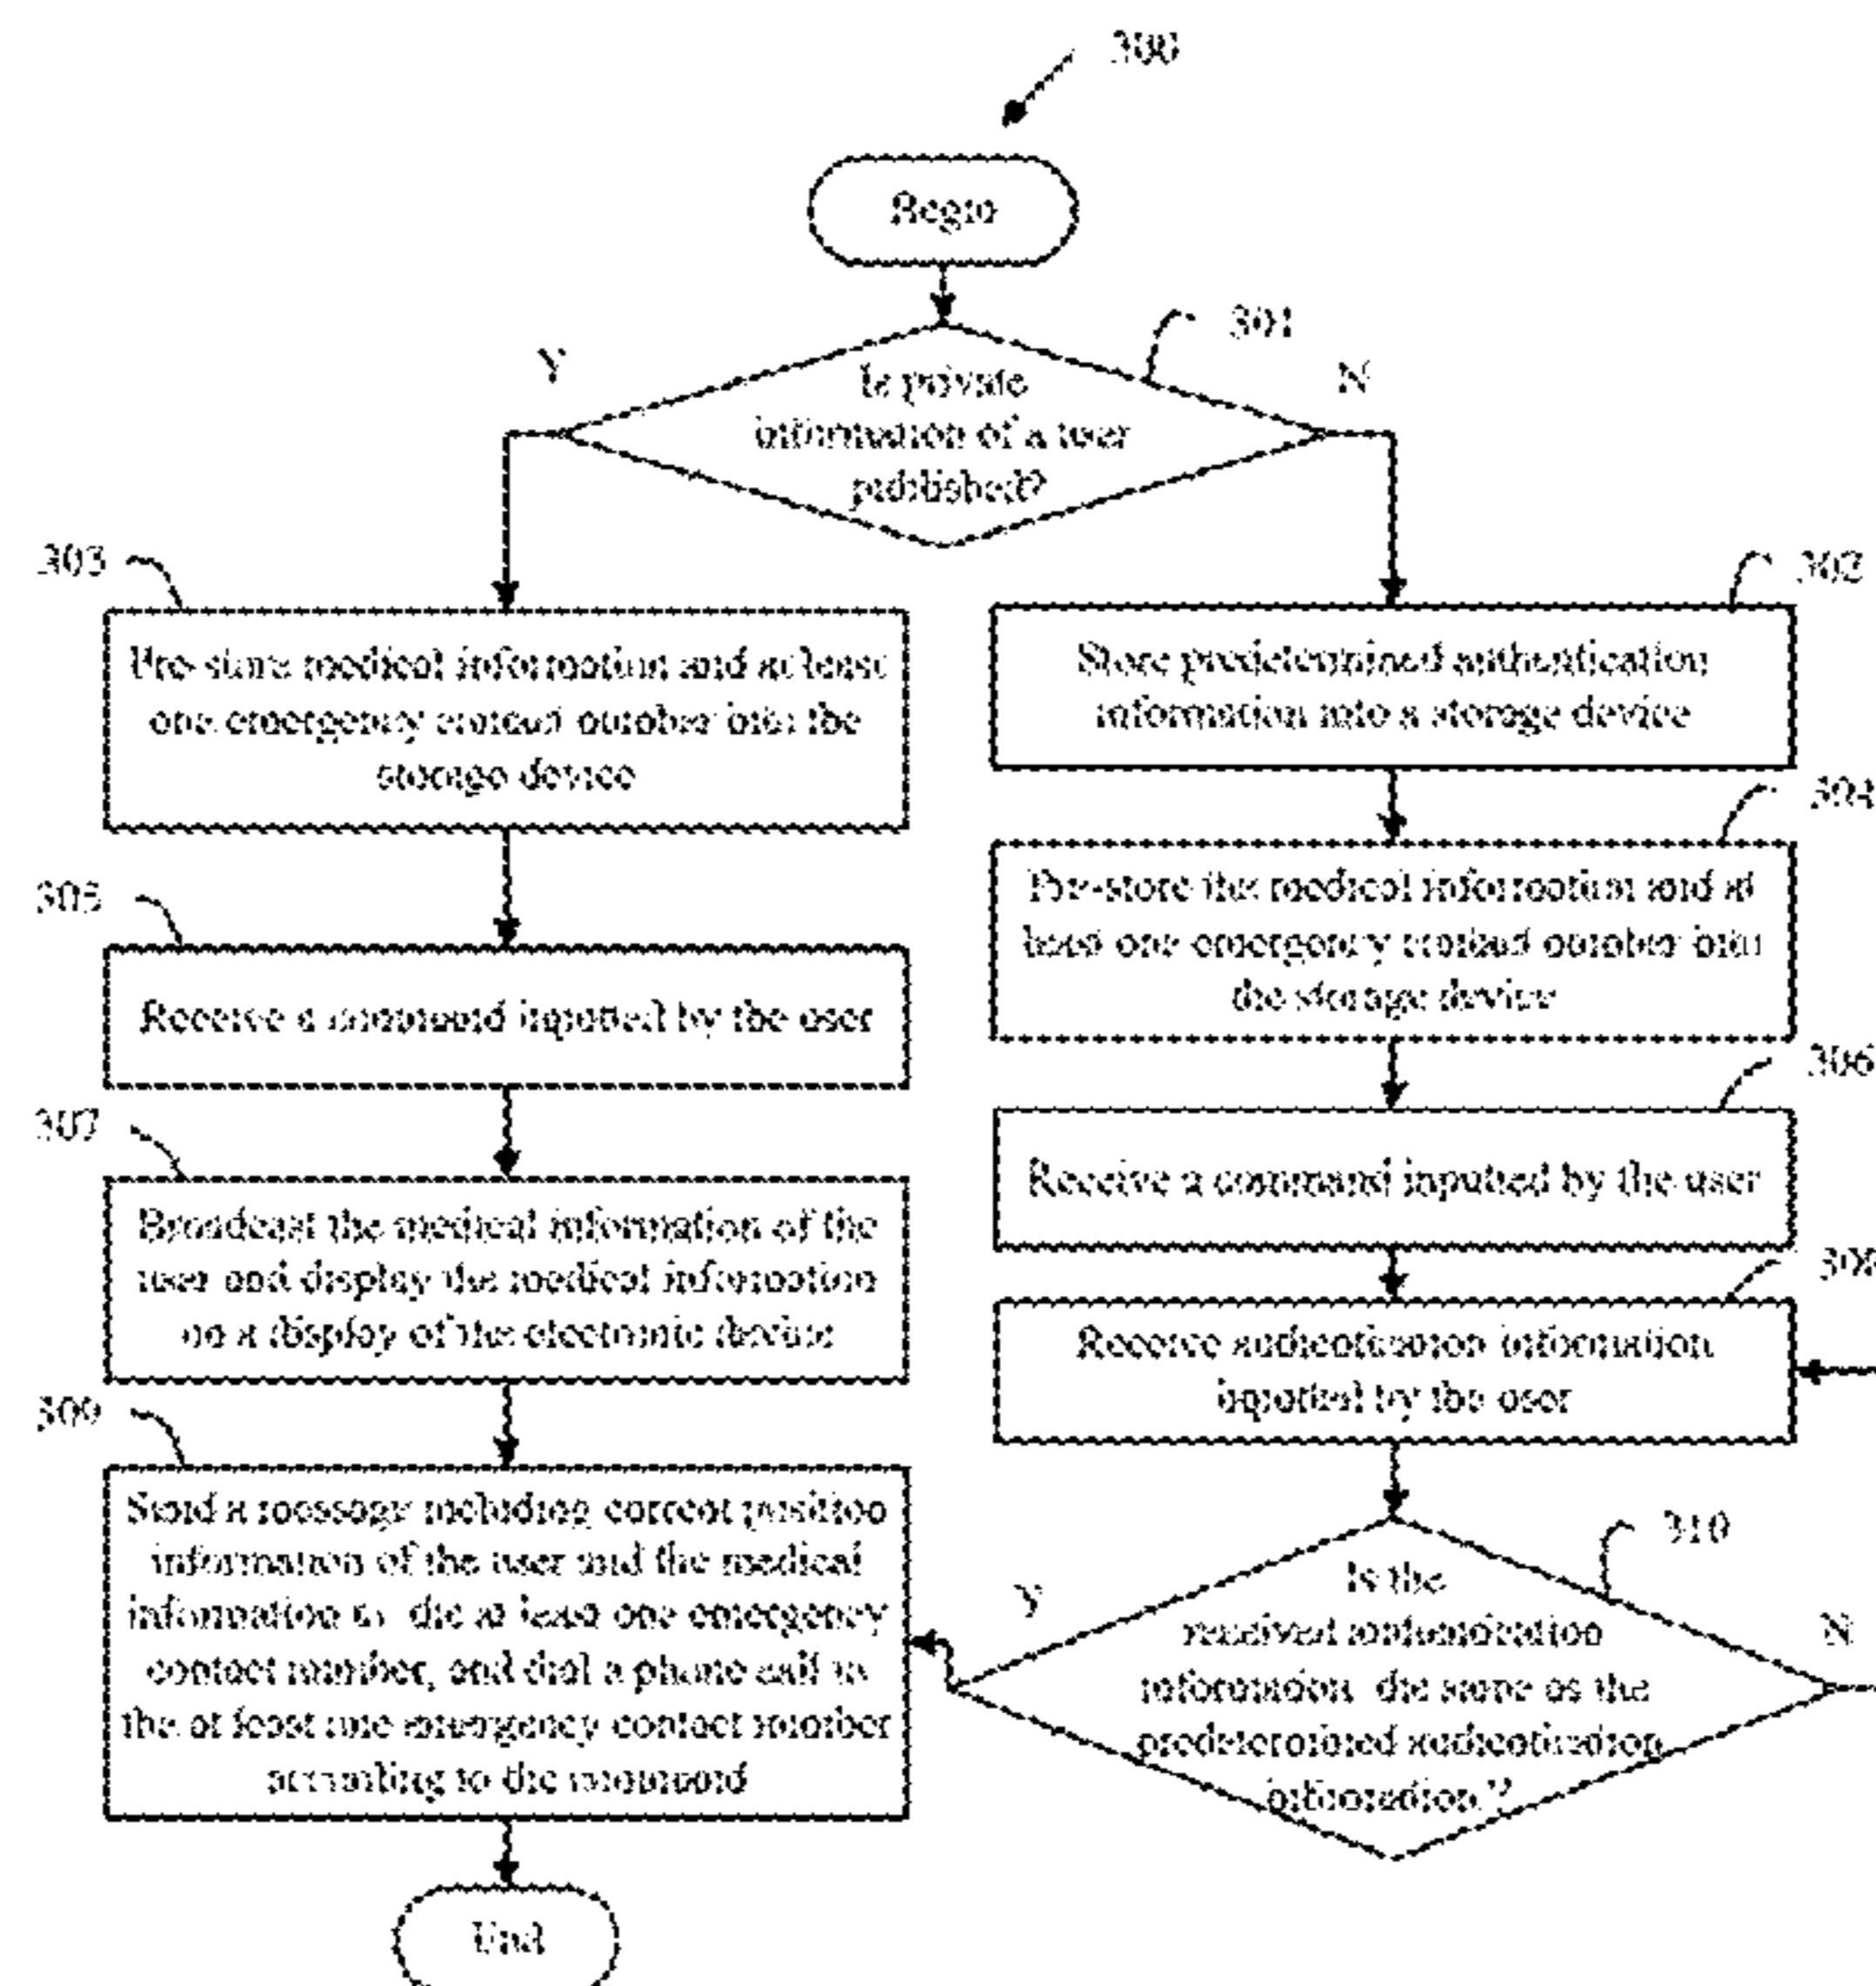 300
Begin
301
Y
N
Is private
information of a user
published?
303
302
Pre-store medical information and at least
one emergency contact number into the
storage device
Store predetermined authentication
information into a storage device
304
305
Pre-store the medical information and at
least one emergency contact number into
the storage device
Receive a command inputted by the user
306
307
Receive a command inputted by the user
Broadcast the medical information of the
user and display the medical information
on a display of the electronic device
308
Receive authentication information
inputted by the user
309
Send a message including current position
information of the user and the medical
information to the at least one emergency
contact number, and dial a phone call to
the at least one emergency contact number
according to the command
310
Y
N
Is the
received authentication
information the same as the
predetermined authentication
information?
End